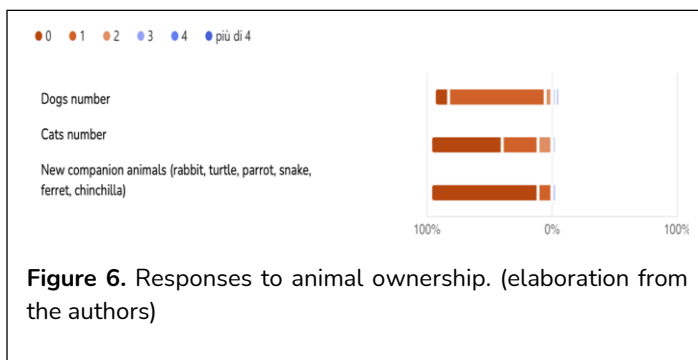 0 1 2 3 4 più di 4
Dogs number
Cats number
New companion animals (rabbit, turtle, parrot, snake,
ferret, chinchilla)
100% 0% 100%
Figure 6. Responses to animal ownership. (elaboration from
the authors)